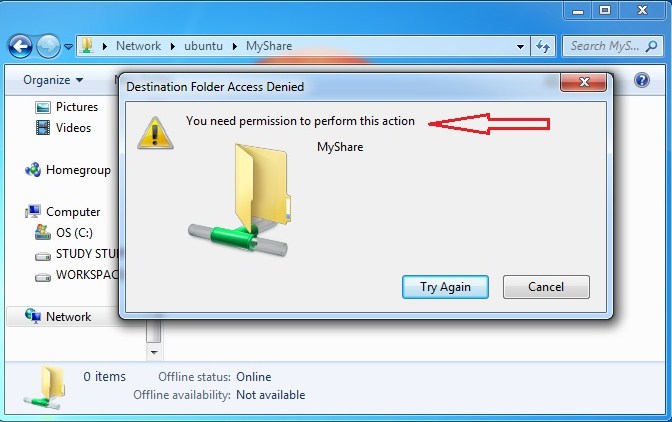 Network ▸ ubuntu ▸ MyShare
Search MyS...
Organize
Pictures
Videos
Homegroup
Computer
OS (C:)
STUDY STU
WORKSPAC
Network
Destination Folder Access Denied
You need permission to perform this action
MyShare
Try Again
Cancel
0 items
Offline status: Online
Offline availability: Not available